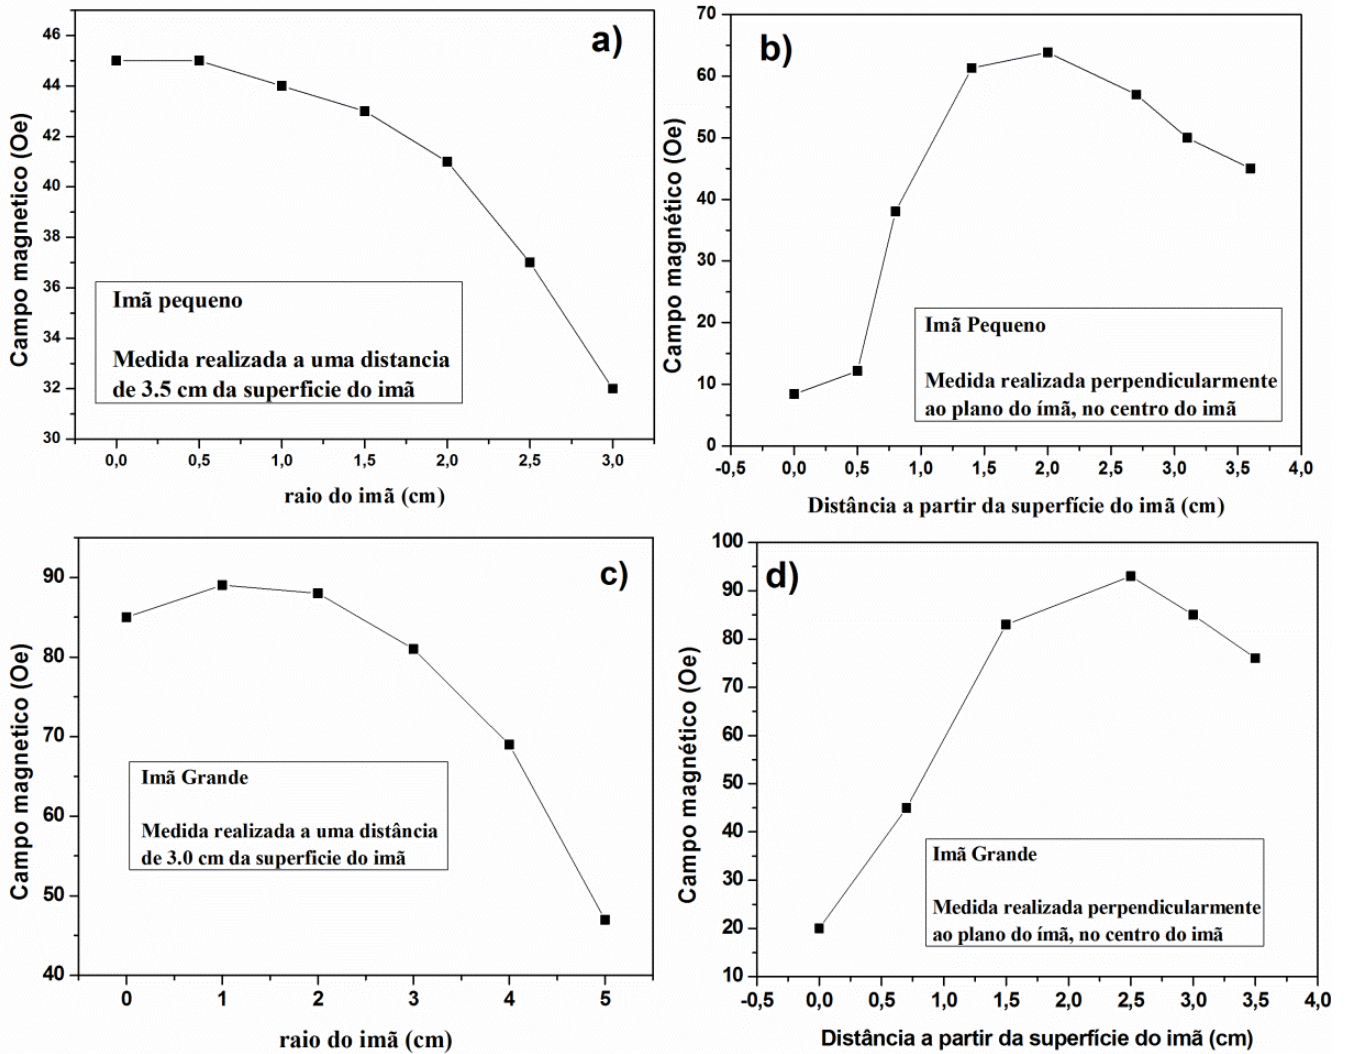 a)
46
44
42
40
38
36
34
32
30
Campo magnetico (Oe)
Imã pequeno
Medida realizada a uma distancia
de 3.5 cm da superficie do imã
0,0 0,5 1,0 1,5 2,0 2,5 3,0
raio do imã (cm)
b)
70
60
50
40
30
20
10
0
Campo magnético (Oe)
Imã Pequeno
Medida realizada perpendicularmente
ao plano do ímã, no centro do imã
-0,5 0,0 0,5 1,0 1,5 2,0 2,5 3,0 3,5 4,0
Distância a partir da superfície do imã (cm)
c)
90
80
70
60
50
40
Campo magnetico (Oe)
Imã Grande
Medida realizada a uma distância
de 3.0 cm da superficie do imã
0 1 2 3 4 5
raio do imã (cm)
d)
100
90
80
70
60
50
40
30
20
10
Campo magnético (Oe)
Imã Grande
Medida realizada perpendicularmente
ao plano do ímã, no centro do imã
-0,5 0,0 0,5 1,0 1,5 2,0 2,5 3,0 3,5 4,0
Distância a partir da superfície do imã (cm)